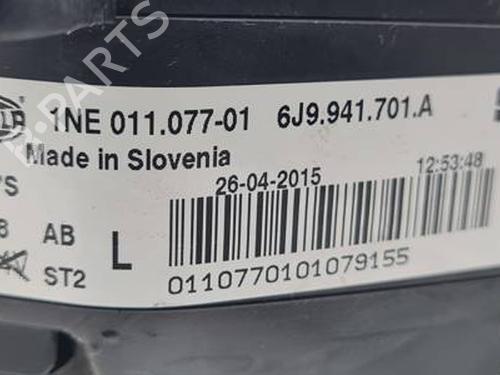 1NE 011.077-01 6J9.941.701.A
Made in Slovenia
26-04-2015 12:53:48
AB
L
ST2
0110770101079155
B-PARTS